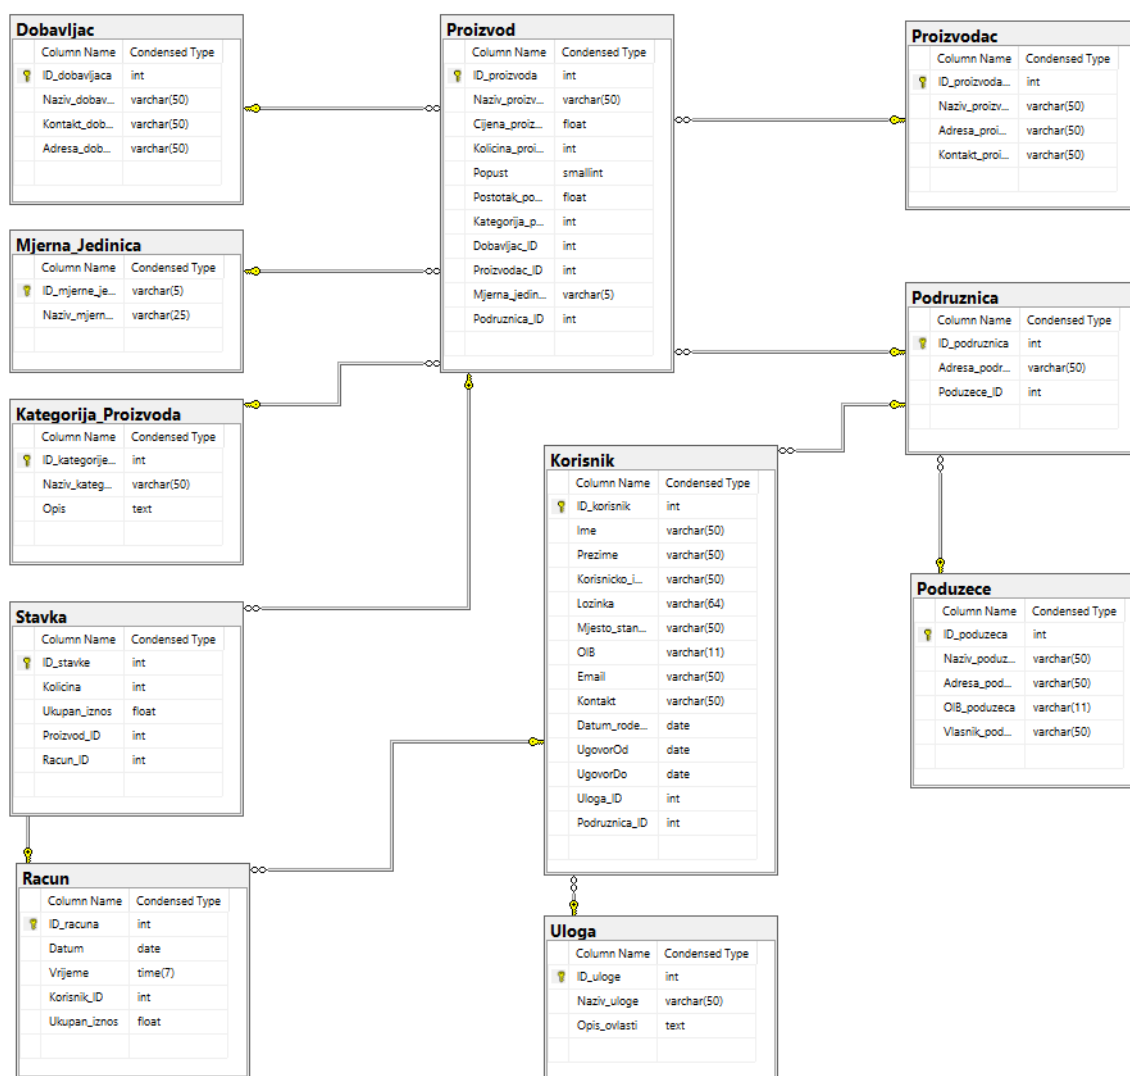 Dobavljac
Column Name Condensed Type
ID_dobavljaca int
Naziv_dobav... varchar(50)
Kontakt_dob... varchar(50)
Adresa_dob... varchar(50)
Mjerna_Jedinica
Column Name Condensed Type
ID_mjerne_je... varchar(5)
Naziv_mjern... varchar(25)
Kategorija_Proizvoda
Column Name Condensed Type
ID_kategorije... int
Naziv_kateg... varchar(50)
Opis text
Stavka
Column Name Condensed Type
ID_stavke int
Kolicina int
Ukupan_iznos float
Proizvod_ID int
Racun_ID int
Racun
Column Name Condensed Type
ID_racuna int
Datum date
Vrijeme time(7)
Korisnik_ID int
Ukupan_iznos float
Proizvod
Column Name Condensed Type
ID_proizvoda int
Naziv_proizv... varchar(50)
Cijena_proiz... float
Kolicina_proi... int
Popust smallint
Postotak_po... float
Kategorija_p... int
Dobavljac_ID int
Proizvodac_ID int
Mjerna_jedin... varchar(5)
Podruznica_ID int
Korisnik
Column Name Condensed Type
ID_korisnik int
Ime varchar(50)
Prezime varchar(50)
Korisnicko_i... varchar(50)
Lozinka varchar(64)
Mjesto_stan... varchar(50)
OIB varchar(11)
Email varchar(50)
Kontakt varchar(50)
Datum_rode... date
UgovorOd date
UgovorDo date
Uloga_ID int
Podruznica_ID int
Uloga
Column Name Condensed Type
ID_uloge int
Naziv_uloge varchar(50)
Opis_ovlasti text
Proizvodac
Column Name Condensed Type
ID_proizvoda... int
Naziv_proizv... varchar(50)
Adresa_proi... varchar(50)
Kontakt_proi... varchar(50)
Podruznica
Column Name Condensed Type
ID_podruznica int
Adresa_podr... varchar(50)
Poduzece_ID int
Poduzece
Column Name Condensed Type
ID_poduzeca int
Naziv_poduz... varchar(50)
Adresa_pod... varchar(50)
OIB_poduzeca varchar(11)
Vlasnik_pod... varchar(50)